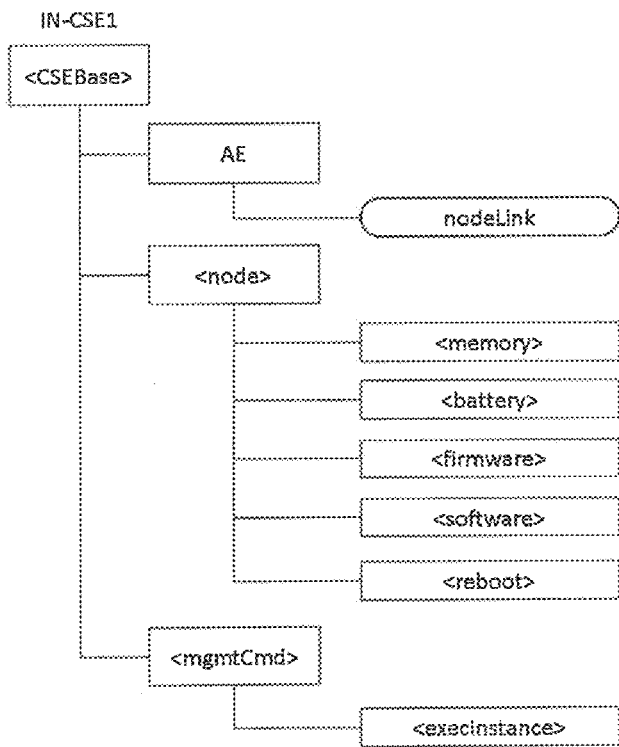 IN-CSE1
<CSEBase>
AE
nodeLink
<node>
<memory>
<battery>
<firmware>
<software>
<reboot>
<mgmtCmd>
<execInstance>